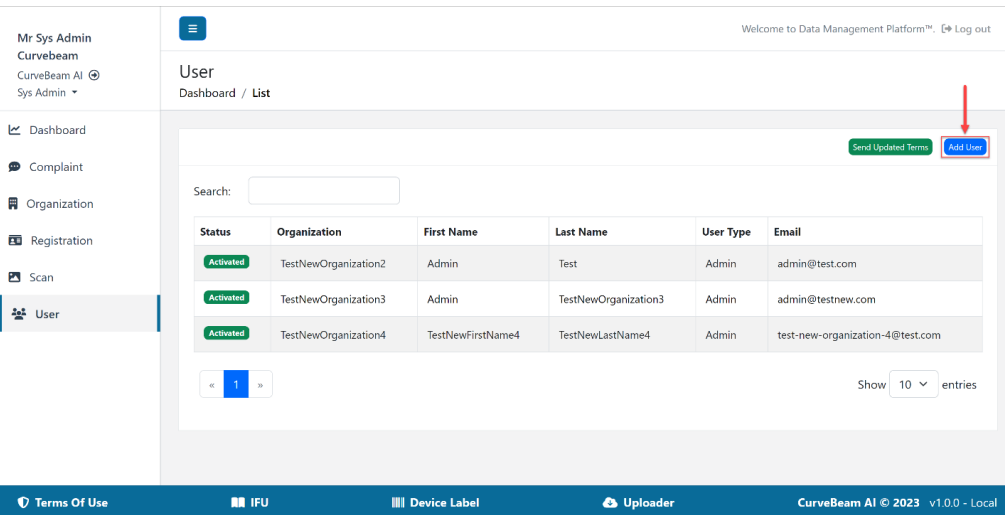 Mr Sys Admin
Curvebeam
CurveBeam AI
Sys Admin
Welcome to Data Management Platform™. Log out
User
Dashboard / List
Dashboard
Complaint
Organization
Registration
Scan
User
Send Updated Terms Add User
Search:
Status Organization First Name Last Name User Type Email
Activated TestNewOrganization2 Admin Test Admin admin@test.com
Activated TestNewOrganization3 Admin TestNewOrganization3 Admin admin@testnew.com
Activated TestNewOrganization4 TestNewFirstName4 TestNewLastName4 Admin test-new-organization-4@test.com
« 1 » Show 10 entries
Terms Of Use IFU Device Label Uploader CurveBeam AI © 2023 v1.0.0 - Local